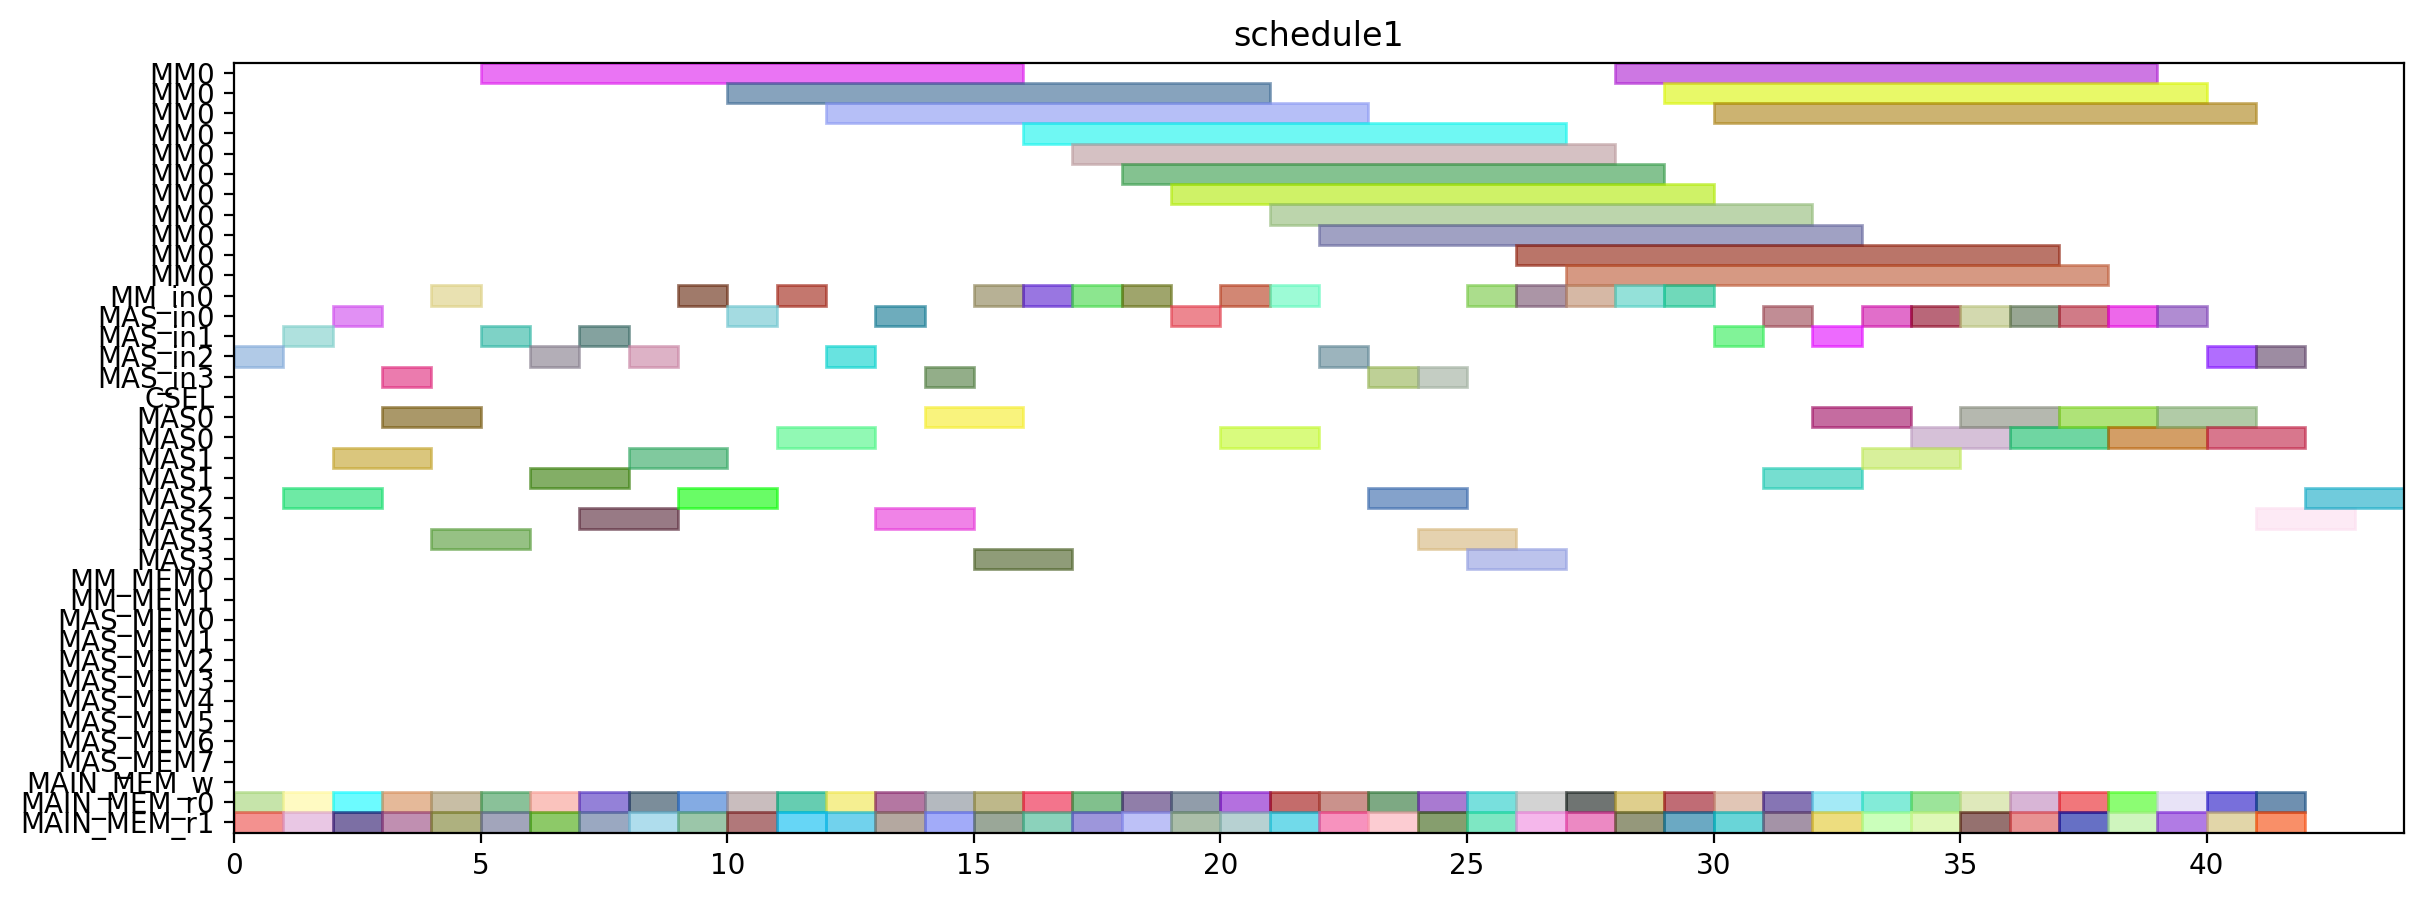 schedule1
MM0
MM0
MM0
MM0
MM0
MM0
MM0
MM0
MM0
MM0
MM0
MM_in0
MAS_in0
MAS_in1
MAS_in2
MAS_in3
CSEL
MAS0
MAS0
MAS1
MAS1
MAS2
MAS2
MAS3
MAS3
MM_MEM0
MM_MEM1
MAS_MEM0
MAS_MEM1
MAS_MEM2
MAS_MEM3
MAS_MEM4
MAS_MEM5
MAS_MEM6
MAS_MEM7
MAIN_MEM_w
MAIN_MEM_r0
MAIN_MEM_r1
0 5 10 15 20 25 30 35 40